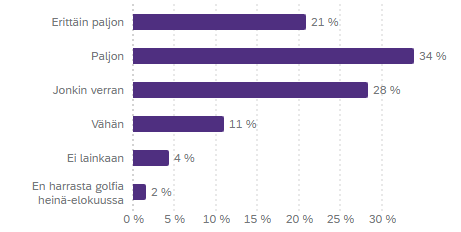 Erittäin paljon 21 %
Paljon 34 %
Jonkin verran 28 %
Vähän 11 %
Ei lainkaan 4 %
En harrasta golfia
heinä-elokuussa 2 %
0 % 5 % 10 % 15 % 20 % 25 % 30 %